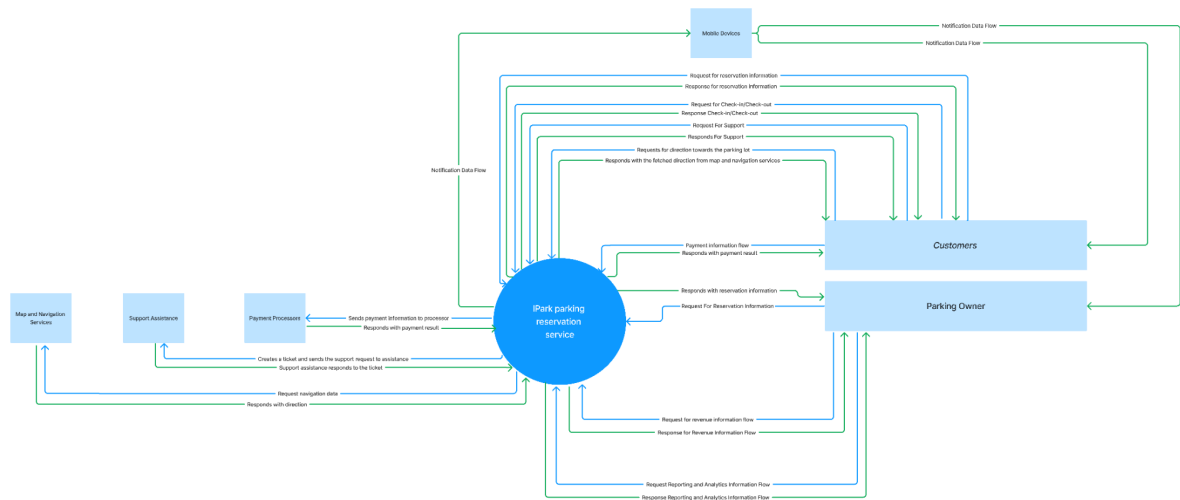 Notification Data Flow
Mobile Devices
Notification Data Flow
Request for reservation Information
Response for reservation Information
Request for Check-in/Check-out
Response Check-in/Check-out
Request For Support
Responds For Support
Requests for direction towards the parking lot
Responds with the fetched direction from map and navigation services
Notification Data Flow
Customers
Payment information flow
Responds with payment result
Responds with reservation information
Request For Reservation Information
Parking Owner
IPark parking
reservation
service
Map and Navigation
Services
Support Assistance
Payment Processors
Sends payment information to processor
Responds with payment result
Creates a ticket and sends the support request to assistance
Support assistance responds to the ticket
Request navigation data
Responds with direction
Request for revenue information flow
Response for Revenue Information Flow
Request Reporting and Analytics Information Flow
Response Reporting and Analytics Information Flow